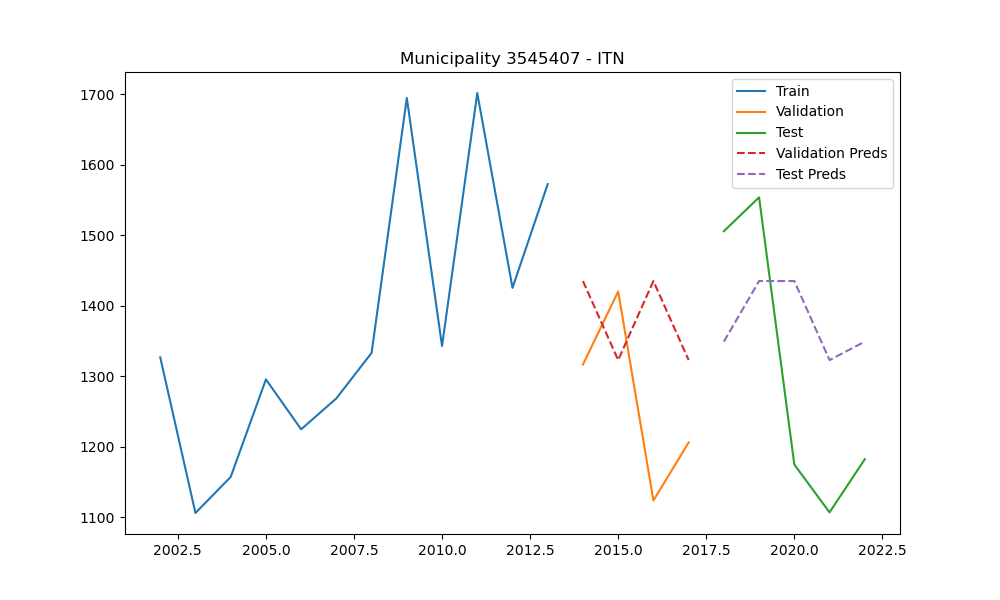 Municipality 3545407 - ITN
Train
Validation
Test
Validation Preds
Test Preds
1700
1600
1500
1400
1300
1200
1100
2002.5 2005.0 2007.5 2010.0 2012.5 2015.0 2017.5 2020.0 2022.5